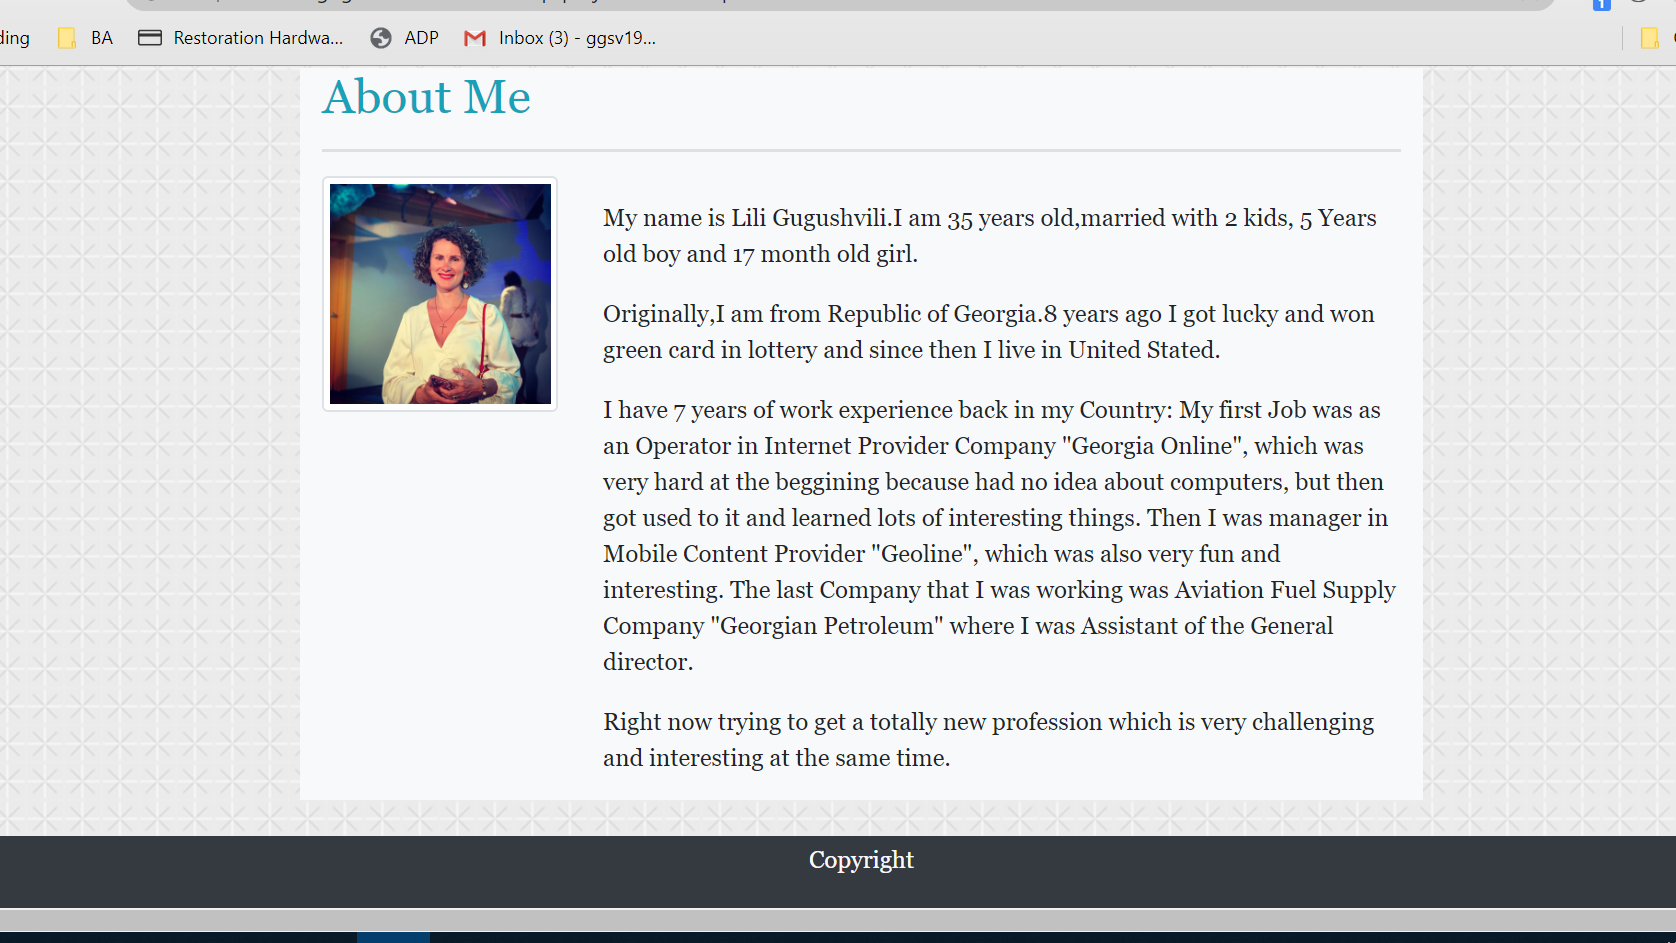 ding BA Restoration Hardwa... ADP Inbox (3) - ggsv19...
About Me
My name is Lili Gugushvili.I am 35 years old,married with 2 kids, 5 Years
old boy and 17 month old girl.
Originally,I am from Republic of Georgia.8 years ago I got lucky and won
green card in lottery and since then I live in United Stated.
I have 7 years of work experience back in my Country: My first Job was as
an Operator in Internet Provider Company "Georgia Online", which was
very hard at the beggining because had no idea about computers, but then
got used to it and learned lots of interesting things. Then I was manager in
Mobile Content Provider "Geoline", which was also very fun and
interesting. The last Company that I was working was Aviation Fuel Supply
Company "Georgian Petroleum" where I was Assistant of the General
director.
Right now trying to get a totally new profession which is very challenging
and interesting at the same time.
Copyright